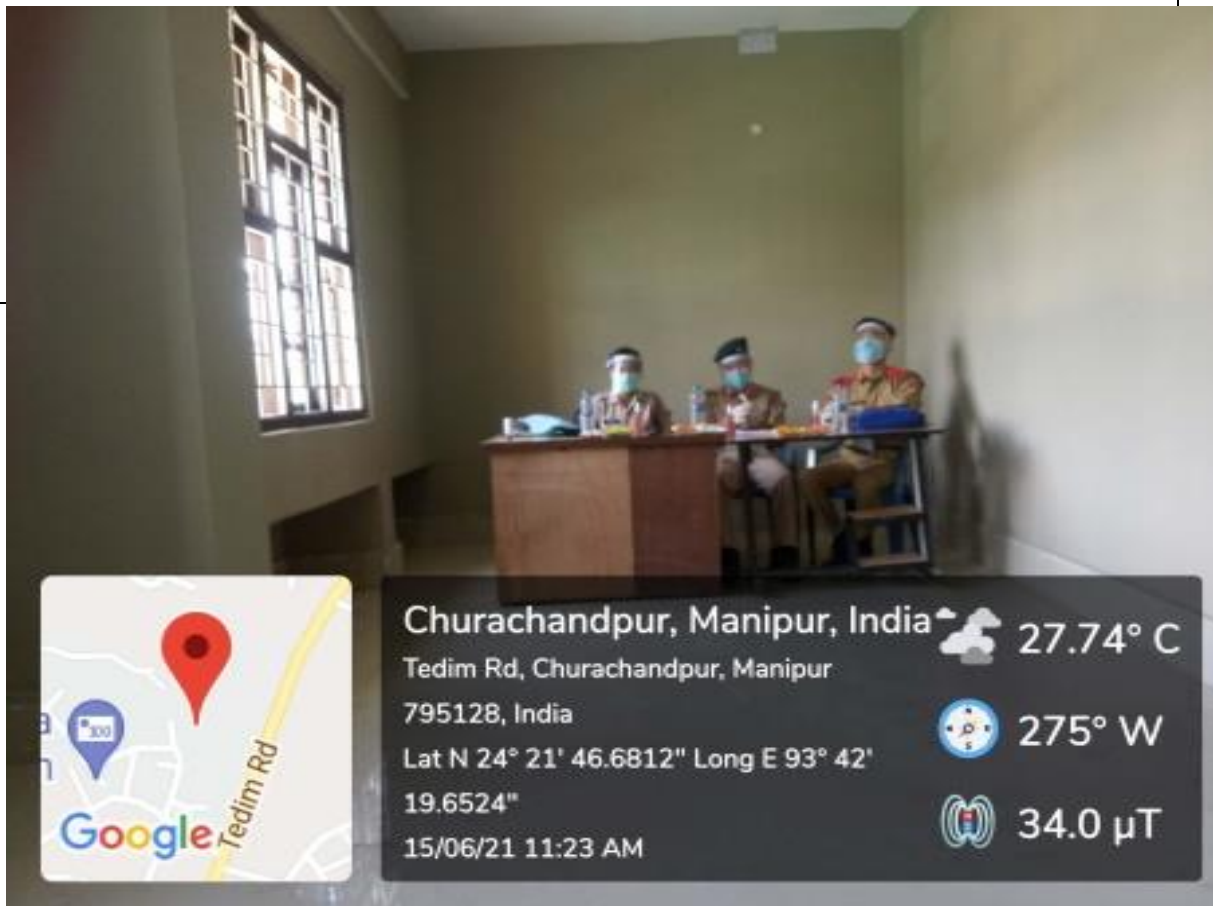 Churachandpur, Manipur, India
27.74° C
Tedim Rd, Churachandpur, Manipur
795128, India
275° W
Lat N 24° 21' 46.6812" Long E 93° 42'
19.6524"
34.0 µT
15/06/21 11:23 AM
Tedim Rd
Google